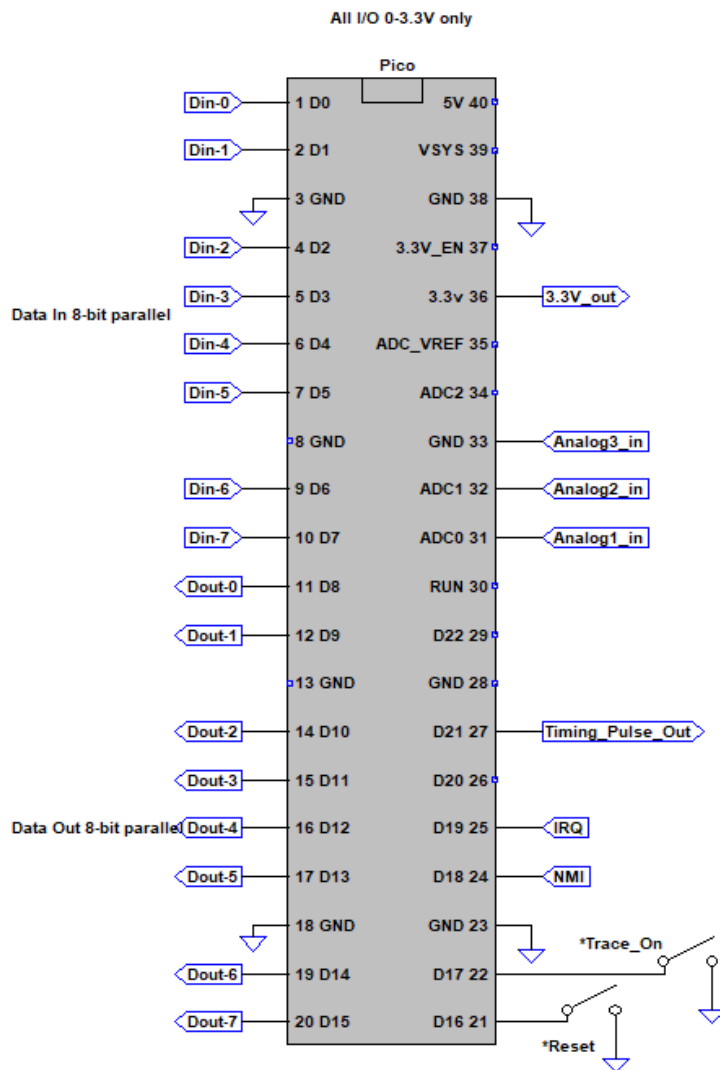 All I/O 0-3.3V only
Pico
Din-0 1 D0 5V 40
Din-1 2 D1 VSYS 39
3 GND GND 38
Din-2 4 D2 3.3V_EN 37
Din-3 5 D3 3.3v 36 3.3V_out
Data In 8-bit parallel
Din-4 6 D4 ADC_VREF 35
Din-5 7 D5 ADC2 34
8 GND GND 33 Analog3_in
Din-6 9 D6 ADC1 32 Analog2_in
Din-7 10 D7 ADC0 31 Analog1_in
Dout-0 11 D8 RUN 30
Dout-1 12 D9 D22 29
13 GND GND 28
Dout-2 14 D10 D21 27 Timing_Pulse_Out
Dout-3 15 D11 D20 26
Data Out 8-bit parallel Dout-4 16 D12 D19 25 IRQ
Dout-5 17 D13 D18 24 NMI
18 GND GND 23
*Trace_On
Dout-6 19 D14 D17 22
Dout-7 20 D15 D16 21
*Reset